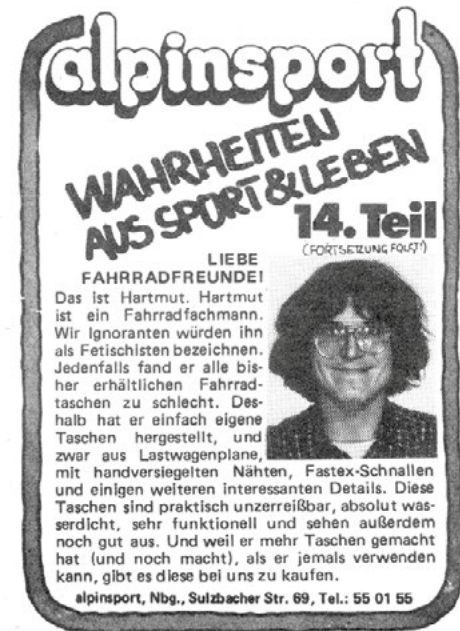 alpinsport
WAHRHEITEN
AUS SPORT & LEBEN
14. Teil
(FORTSETZUNG FOLGT!)
LIEBE
FAHRRADFREUNDE!
Das ist Hartmut. Hartmut
ist ein Fahrradfachmann.
Wir Ignoranten würden ihn
als Fetischisten bezeichnen.
Jedenfalls fand er alle bis-
her erhältlichen Fahrrad-
taschen zu schlecht. Des-
halb hat er einfach eigene
Taschen hergestellt, und
zwar aus Lastwagenplane,
mit handversiegelten Nähten, Fastex-Schnallen
und einigen weiteren interessanten Details. Diese
Taschen sind praktisch unzerreißbar, absolut was-
serdicht, sehr funktionell und sehen außerdem
noch gut aus. Und weil er mehr Taschen gemacht
hat (und noch macht), als er jemals verwenden
kann, gibt es diese bei uns zu kaufen.
alpinsport, Nbg., Sulzbacher Str. 69, Tel.: 55 01 55